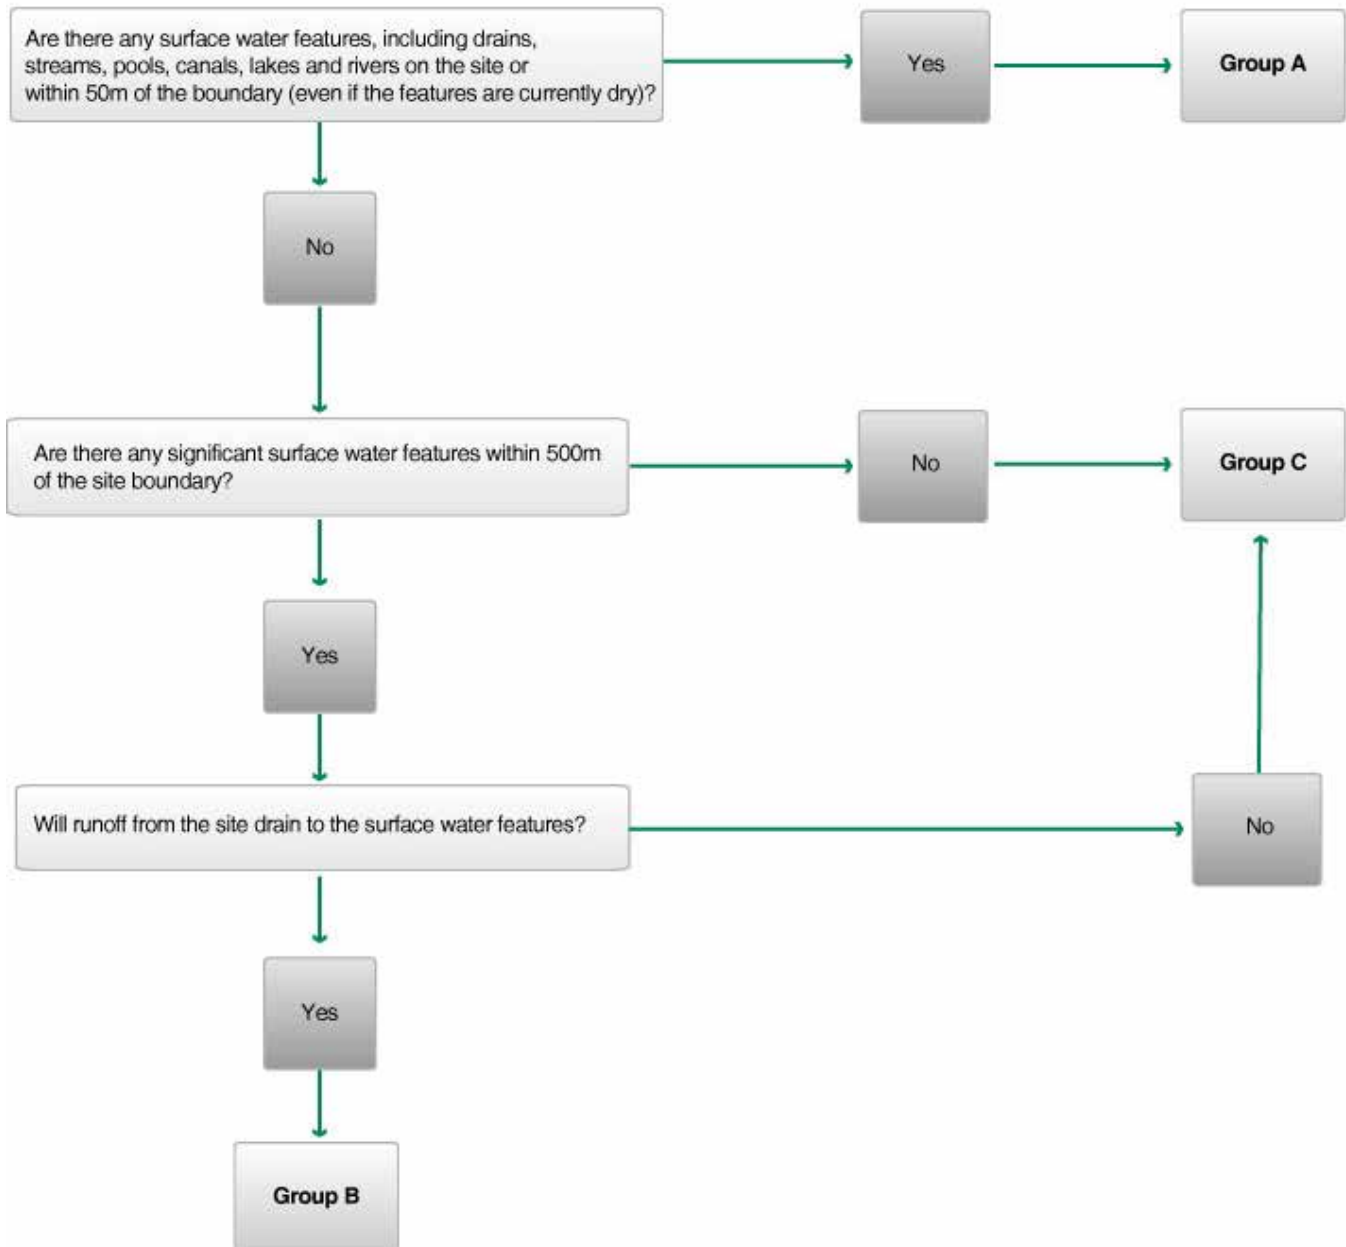 Are there any surface water features, including drains,
streams, pools, canals, lakes and rivers on the site or
within 50m of the boundary (even if the features are currently dry)?
Yes
Group A
No
Are there any significant surface water features within 500m
of the site boundary?
No
Group C
Yes
Will runoff from the site drain to the surface water features?
No
Yes
Group B